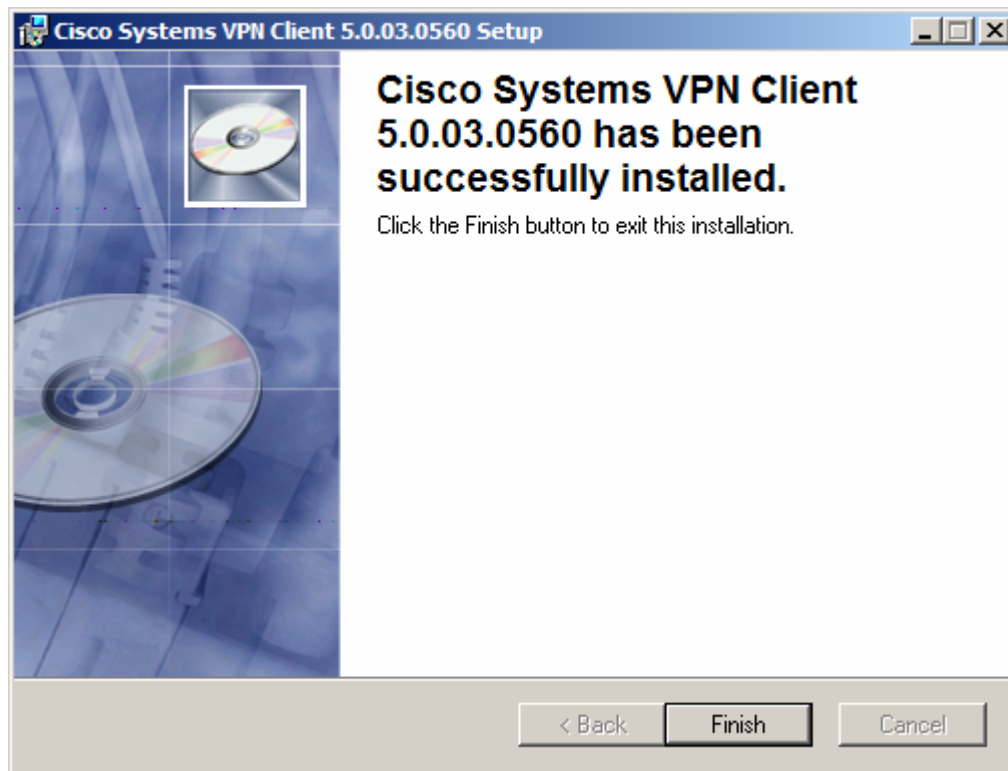 Cisco Systems VPN Client 5.0.03.0560 Setup
Cisco Systems VPN Client
5.0.03.0560 has been
successfully installed.
Click the Finish button to exit this installation.
< Back
Finish
Cancel